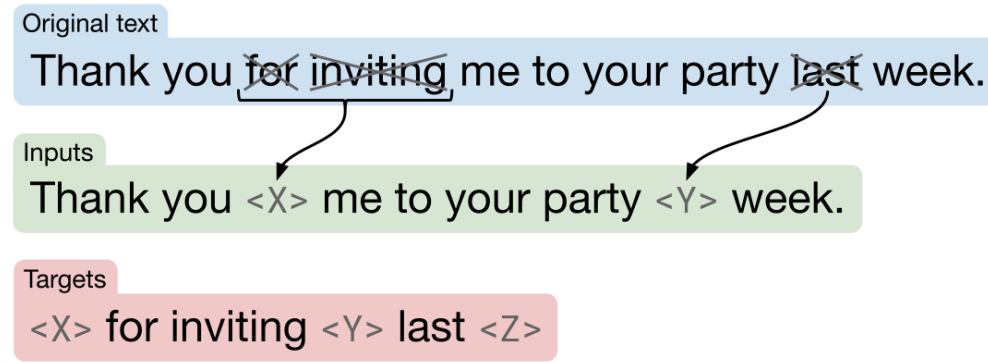 Original text
Thank you for inviting me to your party last week.
Inputs
Thank you <X> me to your party <Y> week.
Targets
<X> for inviting <Y> last <Z>